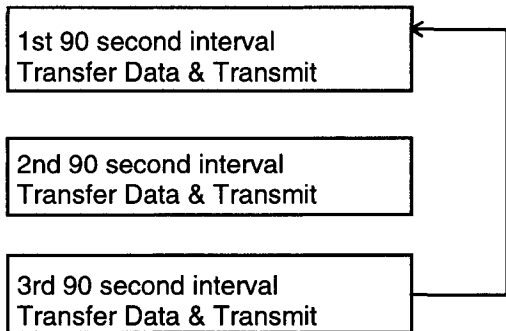 1st 90 second interval
Transfer Data & Transmit
2nd 90 second interval
Transfer Data & Transmit
3rd 90 second interval
Transfer Data & Transmit